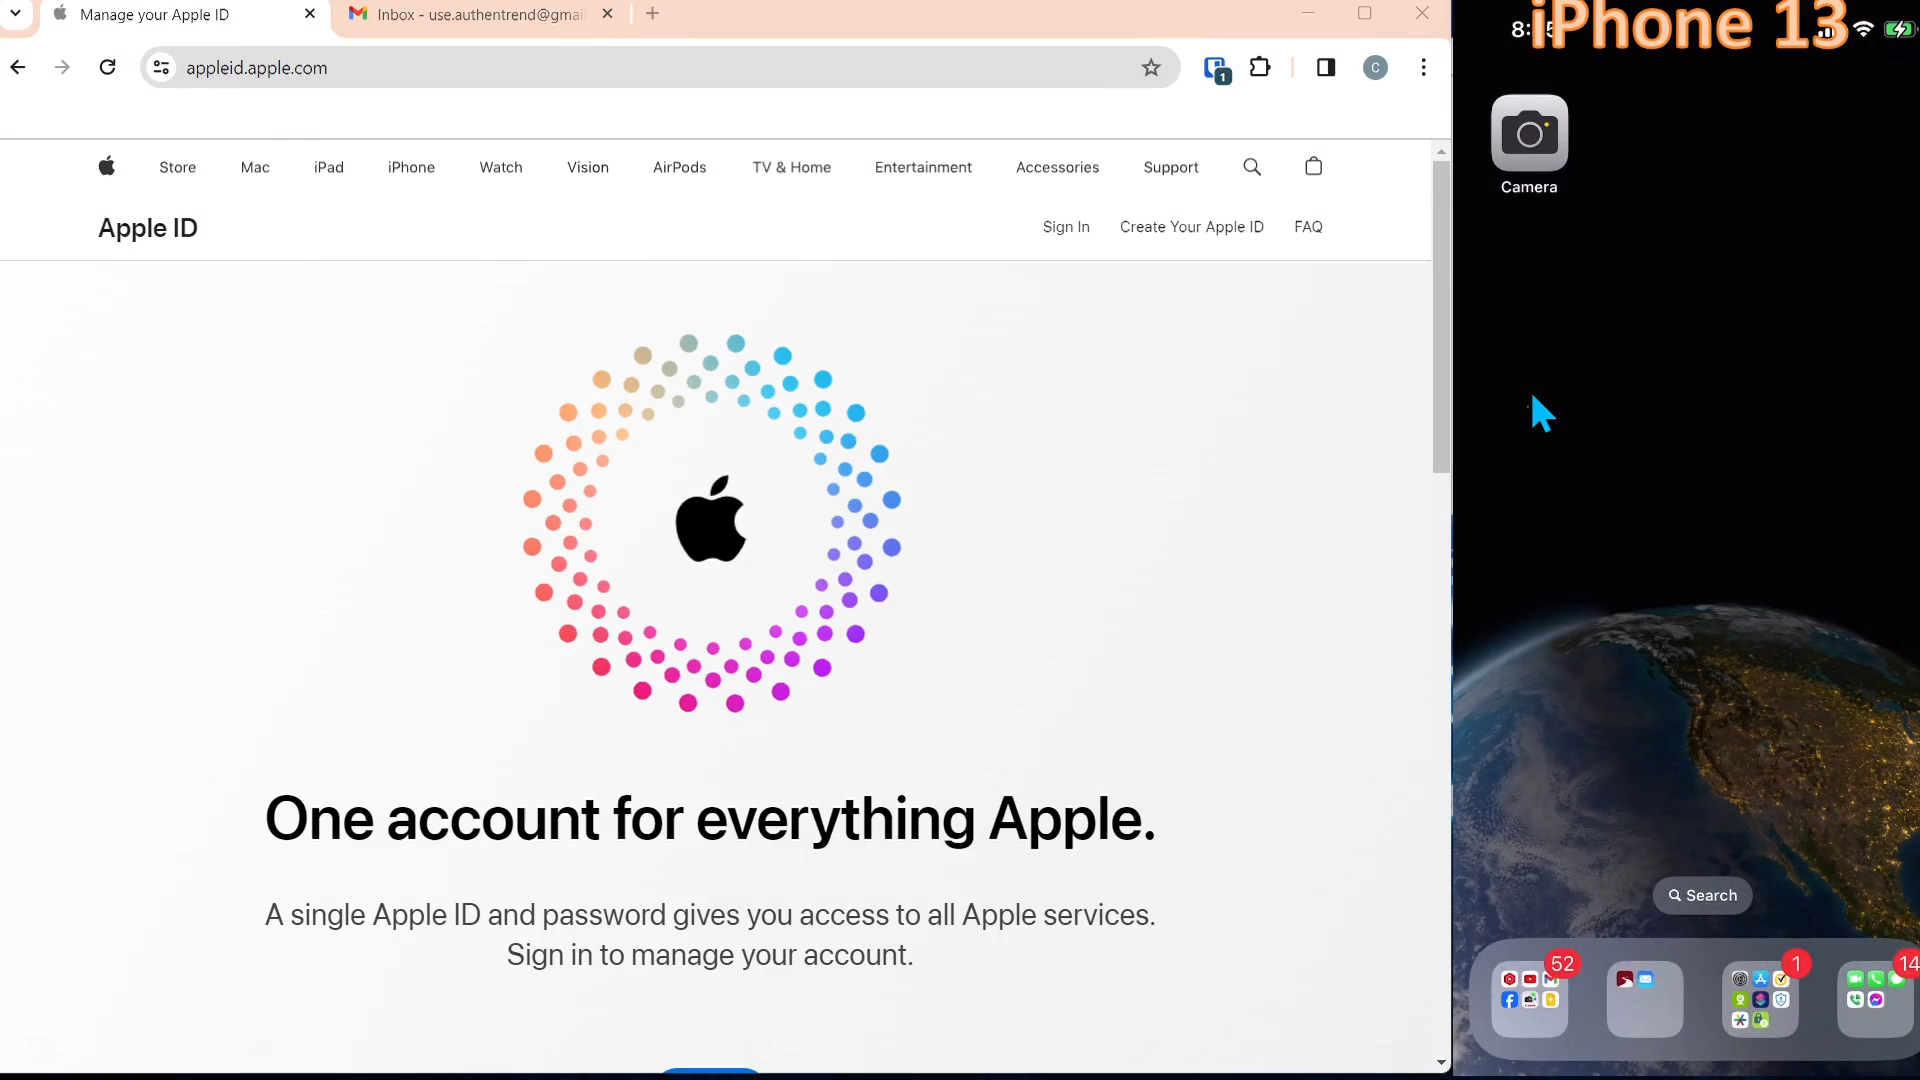 Manage your Apple ID
Inbox - use.authentrend@gmai
appleid.apple.com
1
C
Store
Mac
iPad
iPhone
Watch
Vision
AirPods
TV & Home
Entertainment
Accessories
Support
Apple ID
Sign In
Create Your Apple ID
FAQ
One account for everything Apple.
A single Apple ID and password gives you access to all Apple services.
Sign in to manage your account.
iPhone 13
Camera
Search
52
1
14